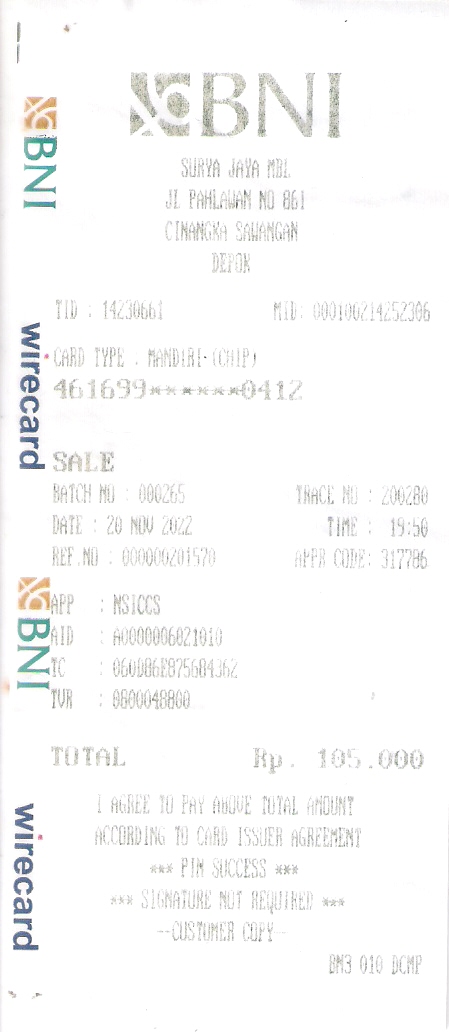 BNI
SURYA JAYA MBL
JL PAHLAWAN NO 861
CINANGKA SAWANGAN
DEPOK
TID : 14230661 MID: 000100214252306
CARD TYPE : MANDIRI (CHIP)
461699******0412
SALE
BATCH NO : 000265 TRACE NO : 200280
DATE : 20 NOV 2022 TIME : 19:50
REF.NO : 000000201570 APPR CODE: 317786
APP : NSICCS
AID : A0000006021010
TC : 060D86E875684362
TVR : 0800048800
TOTAL Rp. 105.000
I AGREE TO PAY ABOVE TOTAL AMOUNT
ACCORDING TO CARD ISSUER AGREEMENT
*** PIN SUCCESS ***
*** SIGNATURE NOT REQUIRED ***
--CUSTOMER COPY--
BM3 010 DCMP
BNI
wirecard
BNI
wirecard